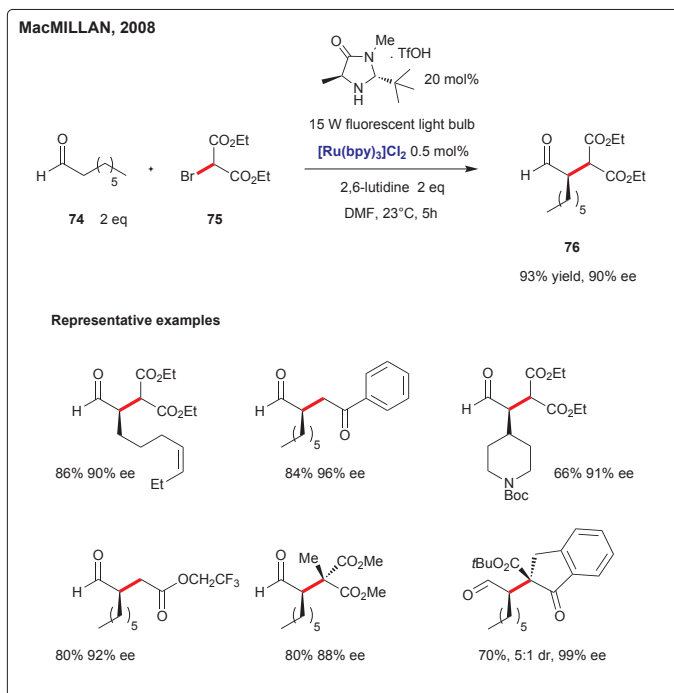 MacMILLAN, 2008
O
N
Me
. TfOH
N
H
20 mol%
15 W fluorescent light bulb
[Ru(bpy)3]Cl2 0.5 mol%
2,6-lutidine 2 eq
DMF, 23°C, 5h
O
( )5
74 2 eq
+
CO2Et
Br
CO2Et
75
O
CO2Et
CO2Et
( )5
76
93% yield, 90% ee
Representative examples
O
CO2Et
CO2Et
Et
86% 90% ee
O
( )5
O
84% 96% ee
O
CO2Et
CO2Et
N
Boc
66% 91% ee
O
OCH2CF3
O
( )5
80% 92% ee
O
Me
CO2Me
CO2Me
( )5
80% 88% ee
tBuO2C
O
O
( )5
70%, 5:1 dr, 99% ee